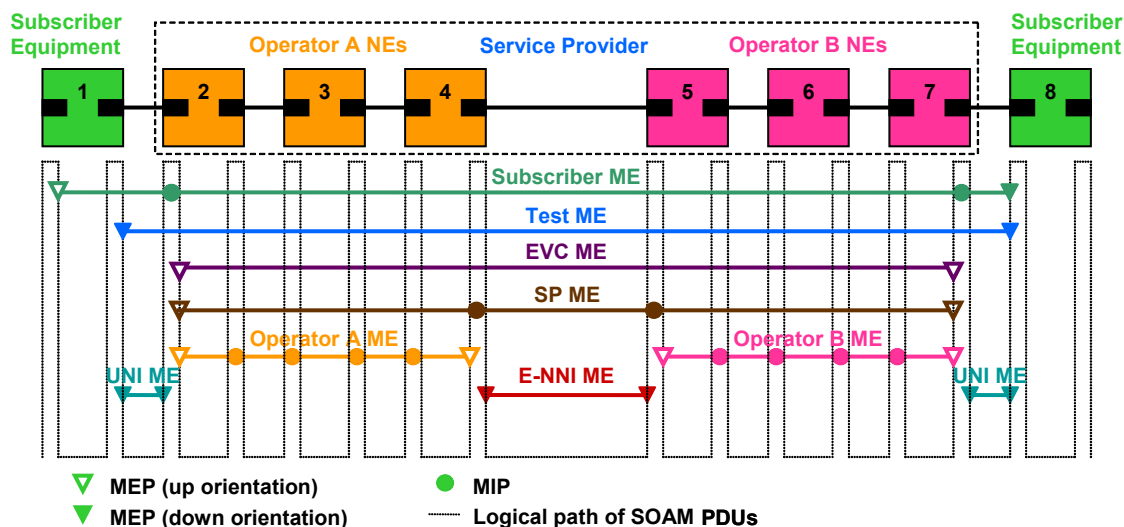 Subscriber Equipment
Operator A NEs
Service Provider
Operator B NEs
Subscriber Equipment
1
2
3
4
5
6
7
8
Subscriber ME
Test ME
EVC ME
SP ME
Operator A ME
Operator B ME
UNI ME
E-NNI ME
UNI ME
MEP (up orientation)
MIP
MEP (down orientation)
Logical path of SOAM PDUs